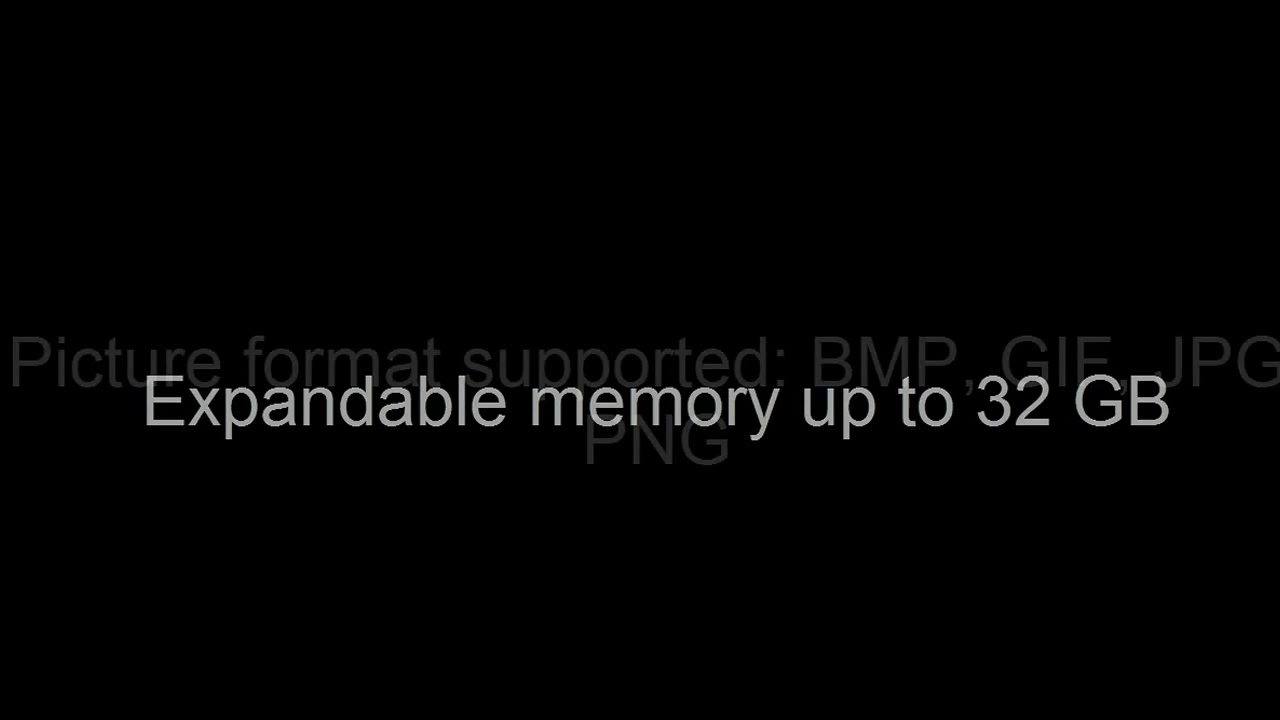 Picture format supported: BMP, GIF, JPG
Expandable memory up to 32 GB
PNG